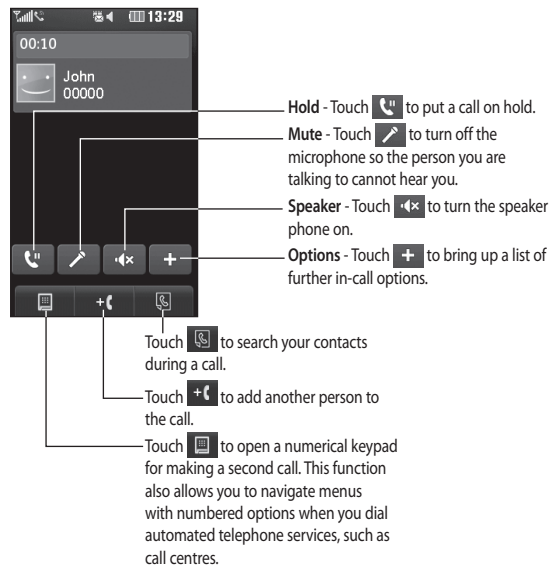 13:29
00:10
John
00000
Hold - Touch to put a call on hold.
Mute - Touch to turn off the
microphone so the person you are
talking to cannot hear you.
Speaker - Touch to turn the speaker
phone on.
Options - Touch to bring up a list of
further in-call options.
Touch to search your contacts
during a call.
Touch to add another person to
the call.
Touch to open a numerical keypad
for making a second call. This function
also allows you to navigate menus
with numbered options when you dial
automated telephone services, such as
call centres.